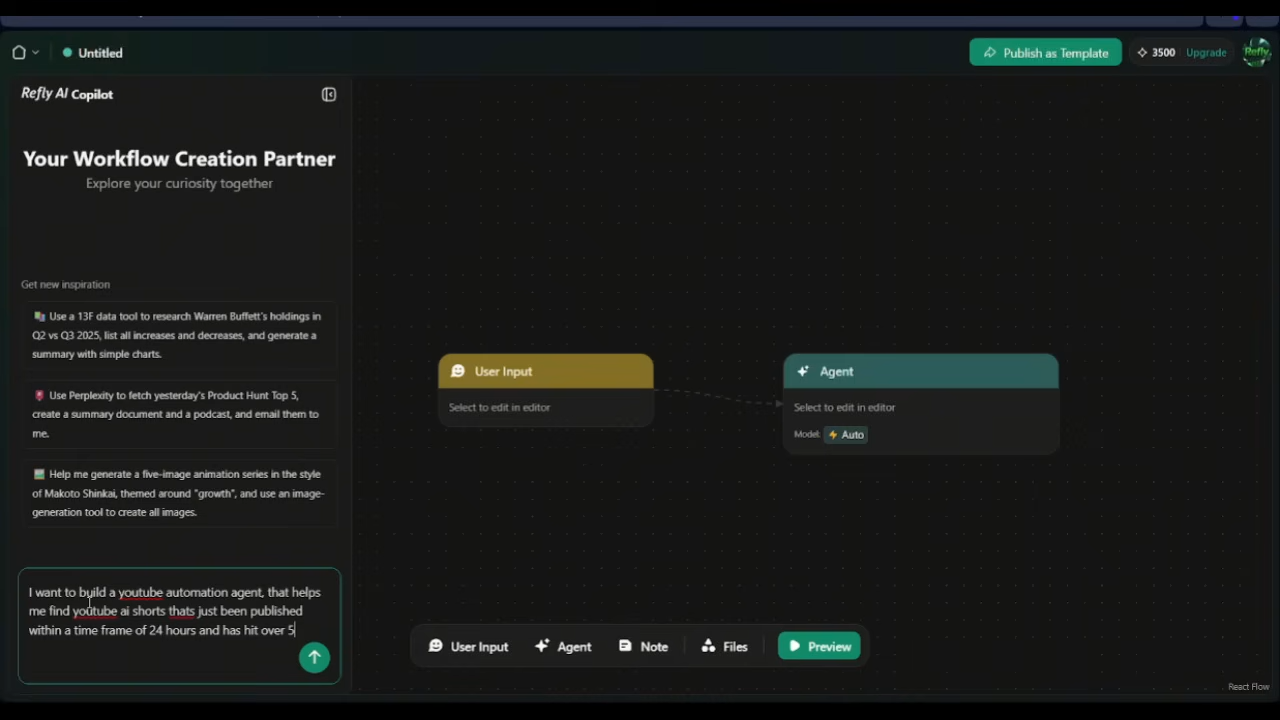 Untitled
Publish as Template
3500 Upgrade
Refly
Refly AI Copilot
Your Workflow Creation Partner
Explore your curiosity together
Get new inspiration
Use a 13F data tool to research Warren Buffett's holdings in
Q2 vs Q3 2025, list all increases and decreases, and generate a
summary with simple charts.
Use Perplexity to fetch yesterday's Product Hunt Top 5,
create a summary document and a podcast, and email them to
me.
Help me generate a five-image animation series in the style
of Makoto Shinkai, themed around "growth", and use an image-
generation tool to create all images.
I want to build a youtube automation agent, that helps
me find youtube ai shorts thats just been published
within a time frame of 24 hours and has hit over 5
User Input
Select to edit in editor
Agent
Select to edit in editor
Model: Auto
User Input Agent Note Files Preview
React Flow